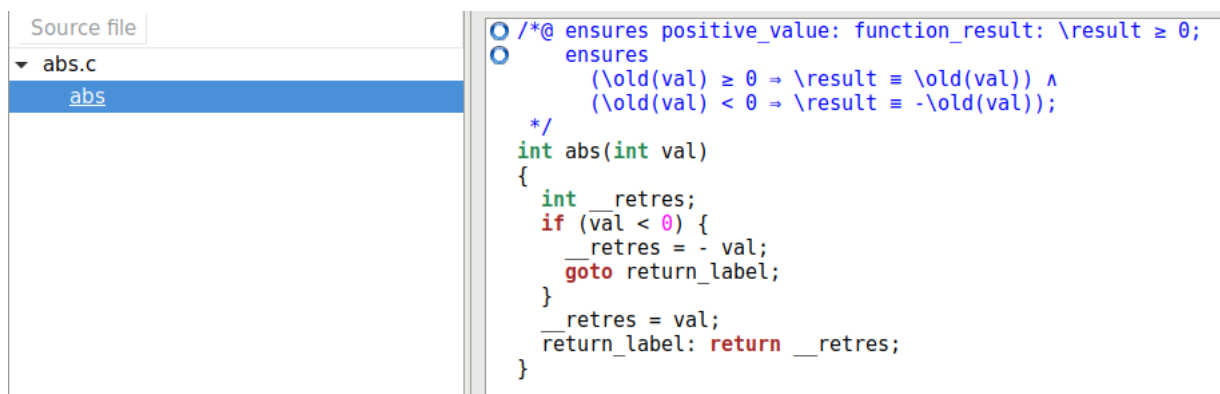 Source file
abs.c
abs
/*@ ensures positive_value: function_result: \result ≥ 0;
ensures
(\old(val) ≥ 0 ⇒ \result ≡ \old(val)) ∧
(\old(val) < 0 ⇒ \result ≡ -\old(val));
*/
int abs(int val)
{
int __retres;
if (val < 0) {
__retres = - val;
goto return_label;
}
__retres = val;
return_label: return __retres;
}